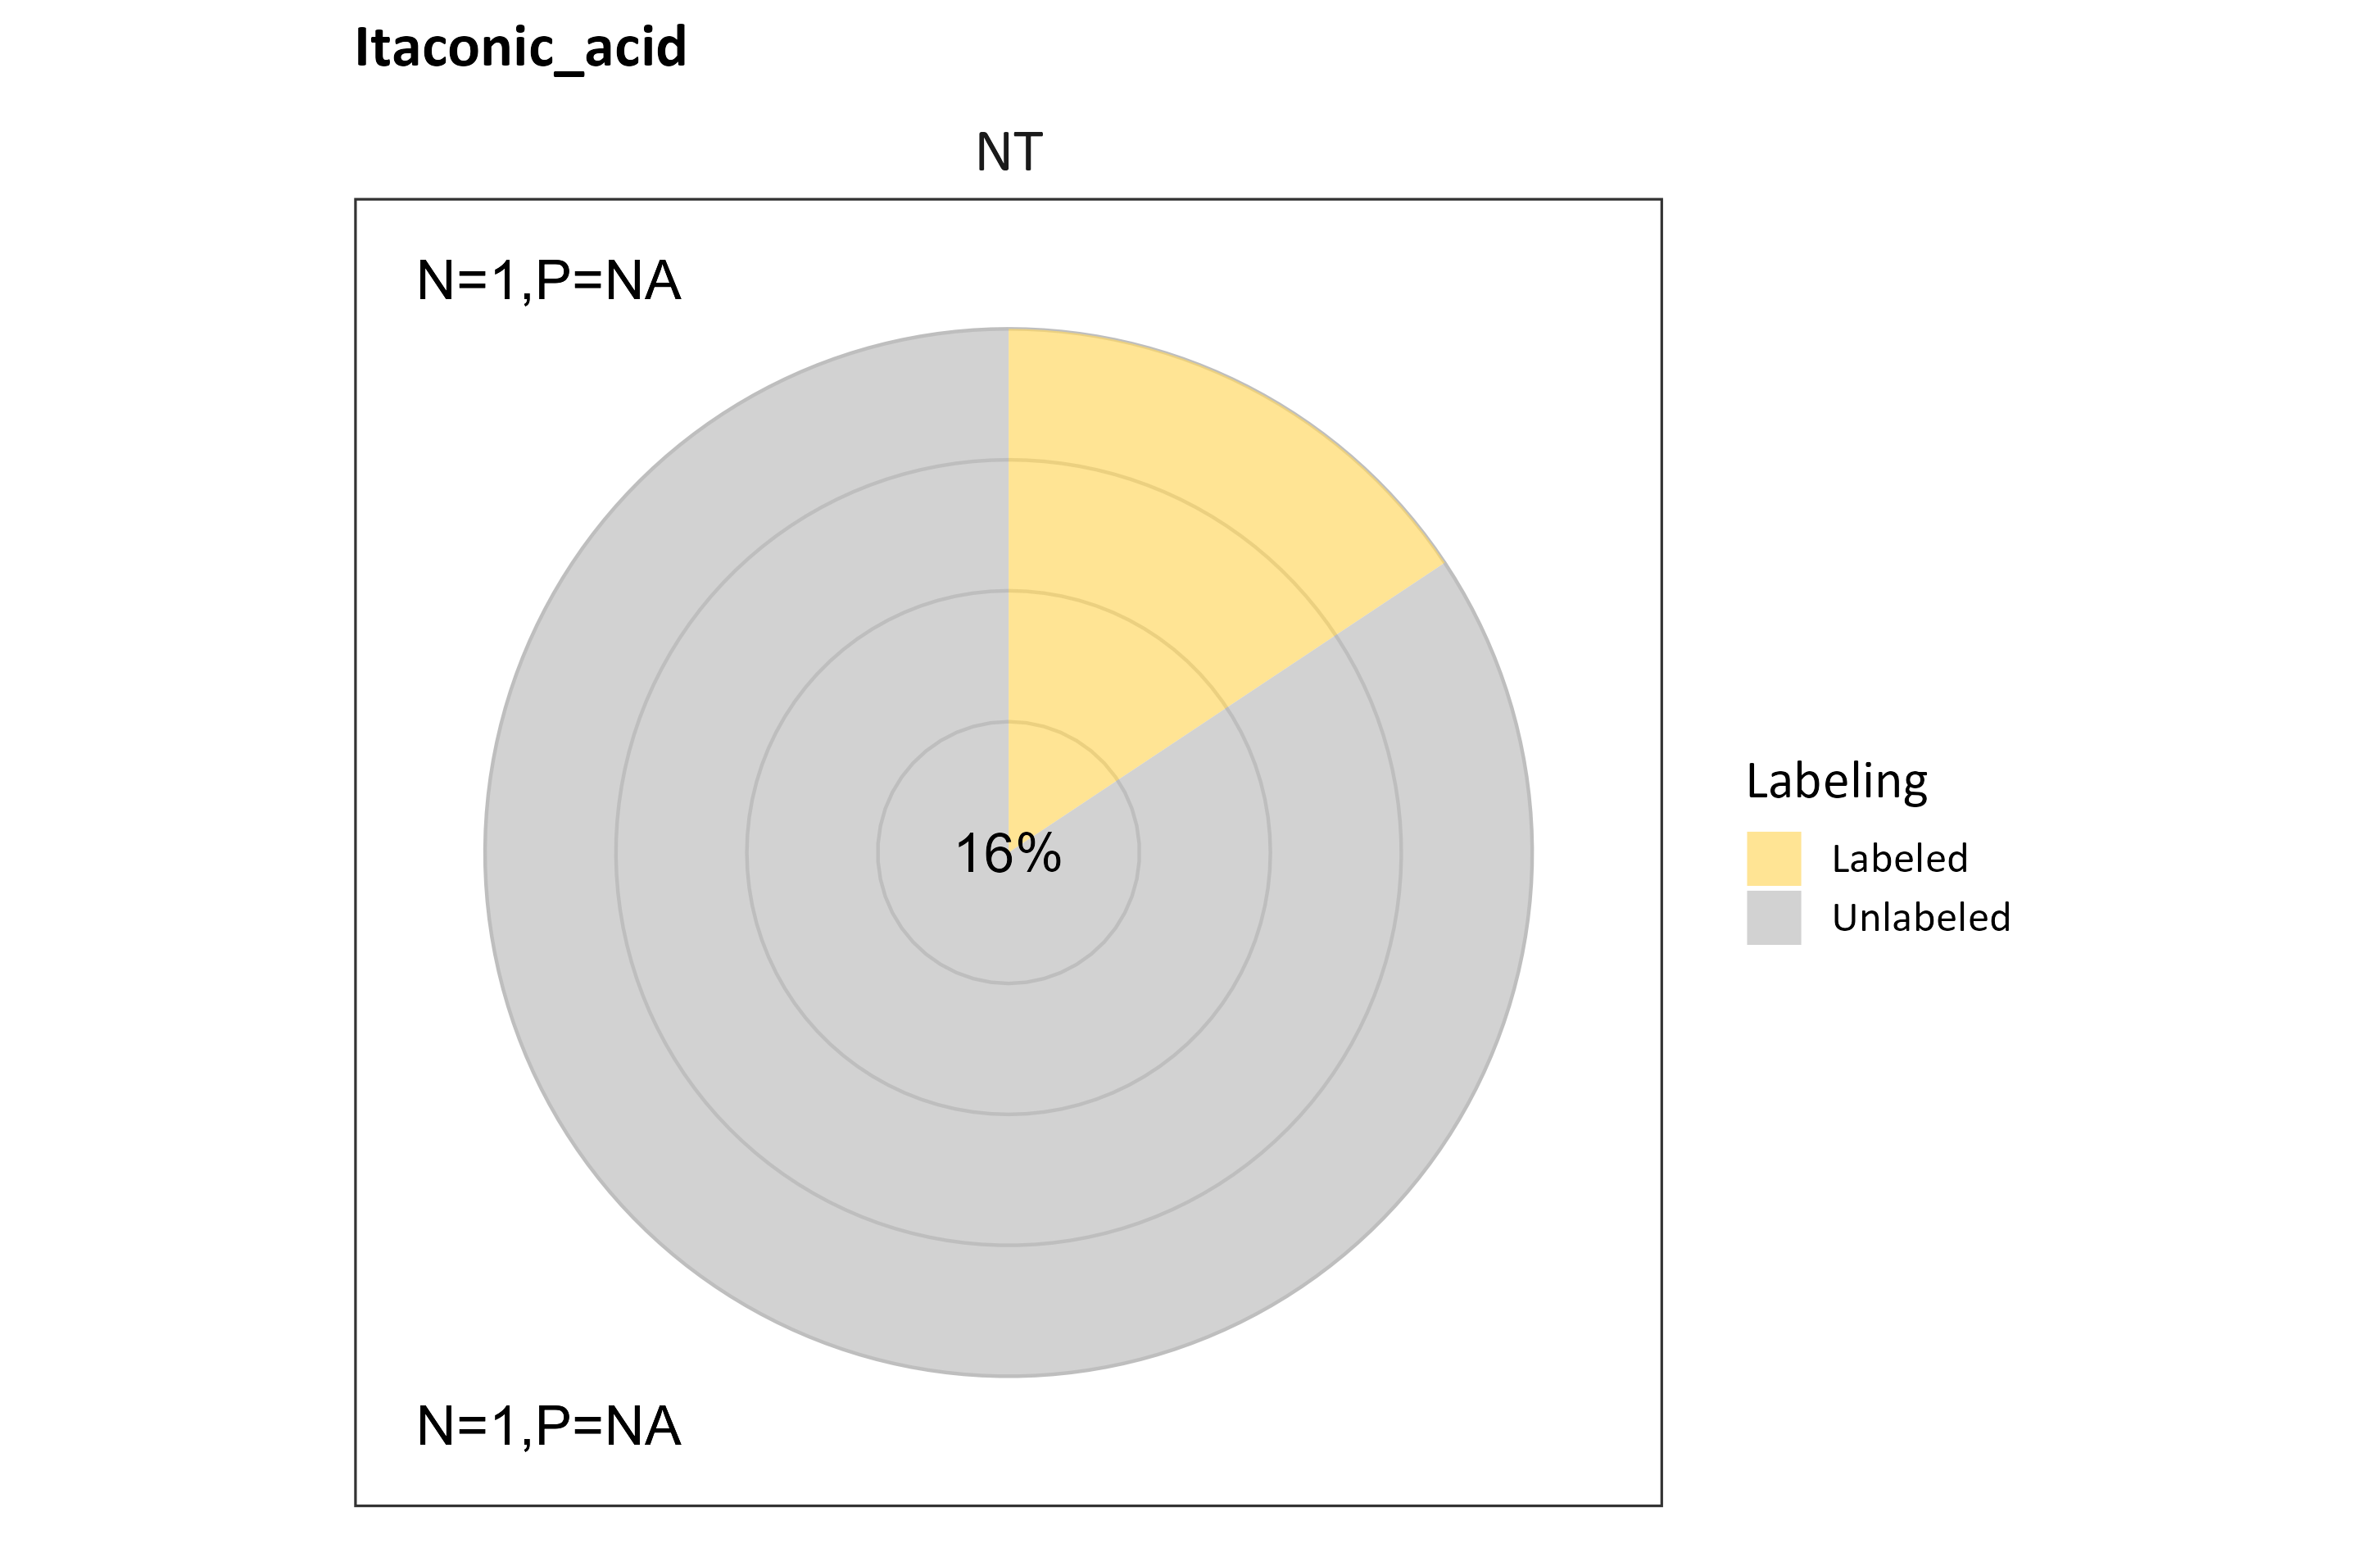 Itaconic_acid
NT
N=1,P=NA
16%
Labeling
Labeled
Unlabeled
N=1,P=NA